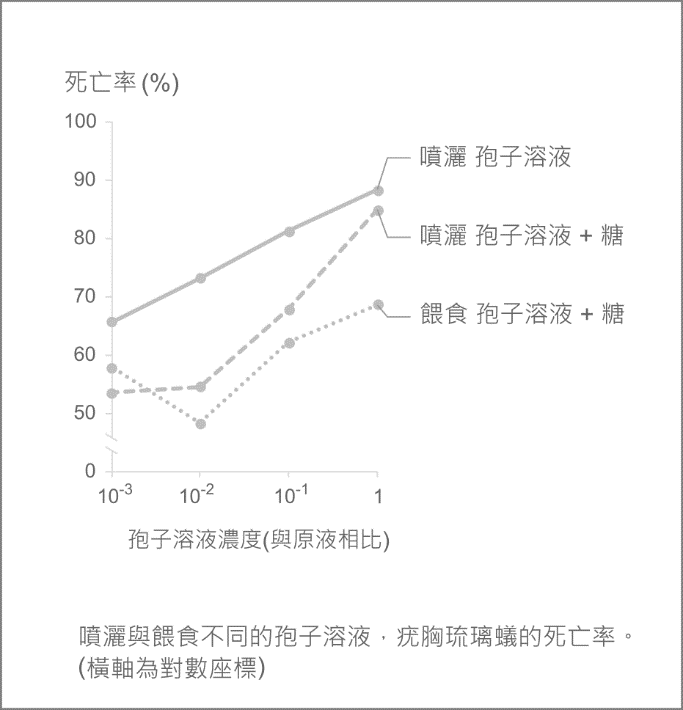 死亡率 (%)
100
90
80
70
60
50
0
10⁻³
10⁻²
10⁻¹
1
噴灑 孢子溶液
噴灑 孢子溶液 + 糖
餵食 孢子溶液 + 糖
孢子溶液濃度(與原液相比)
噴灑與餵食不同的孢子溶液，疣胸琉璃蟻的死亡率。
(橫軸為對數座標)